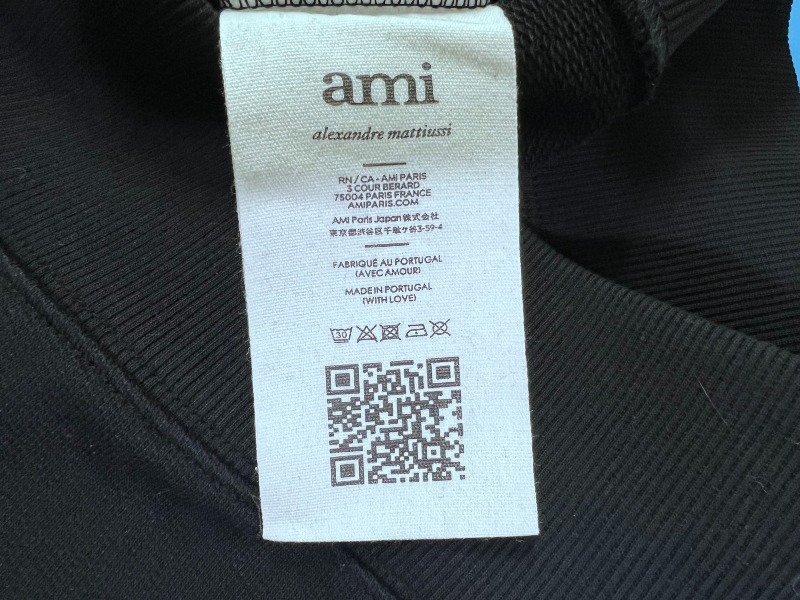 ami
alexandre mattiussi
RN / CA - AMI PARIS
3 COUR BERARD
75004 PARIS FRANCE
AMIPARIS.COM
AMI Paris Japan 株式会社
東京都渋谷区千駄ヶ谷3-59-4
FABRIQUÉ AU PORTUGAL
(AVEC AMOUR)
MADE IN PORTUGAL
(WITH LOVE)
30